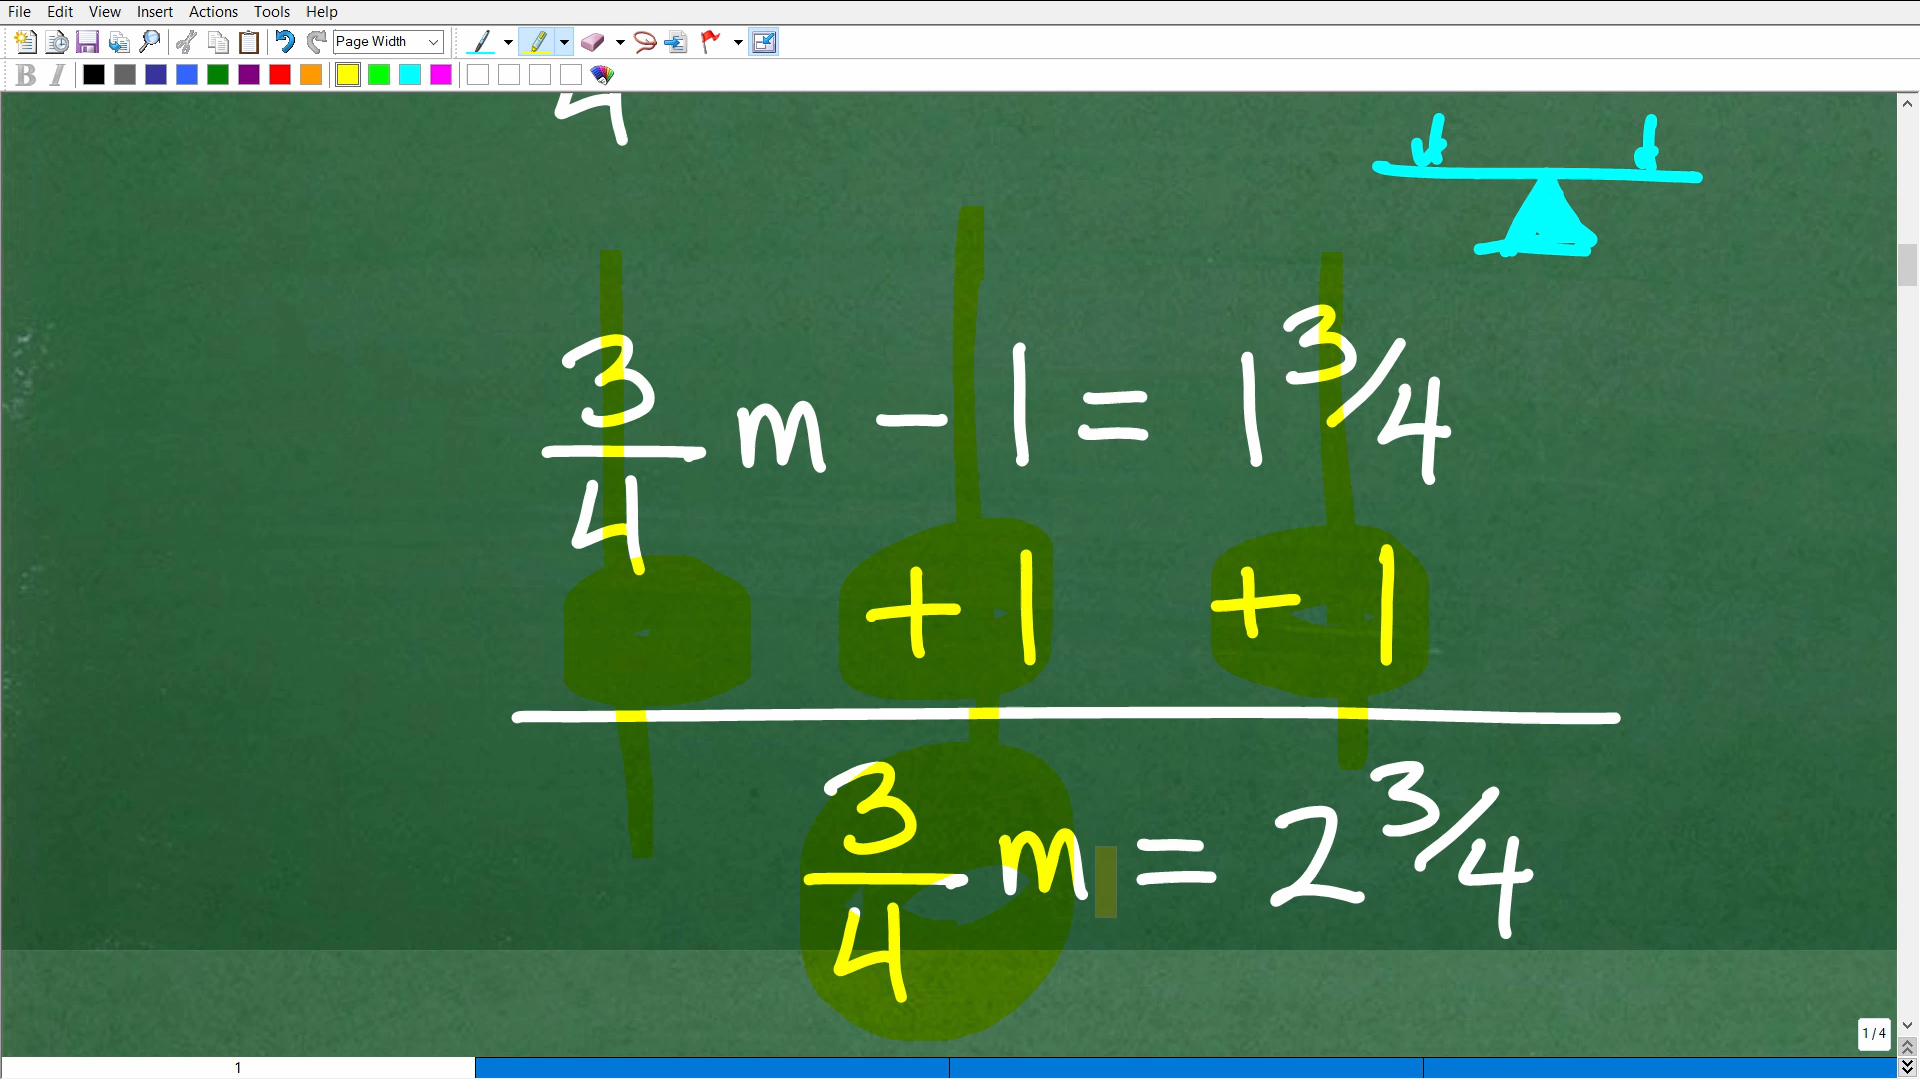 File Edit View Insert Actions Tools Help
Page Width
B I
4
3/4 m - 1 = 1 3/4
+ 1 + 1
3/4 m = 2 3/4
1 / 4
1